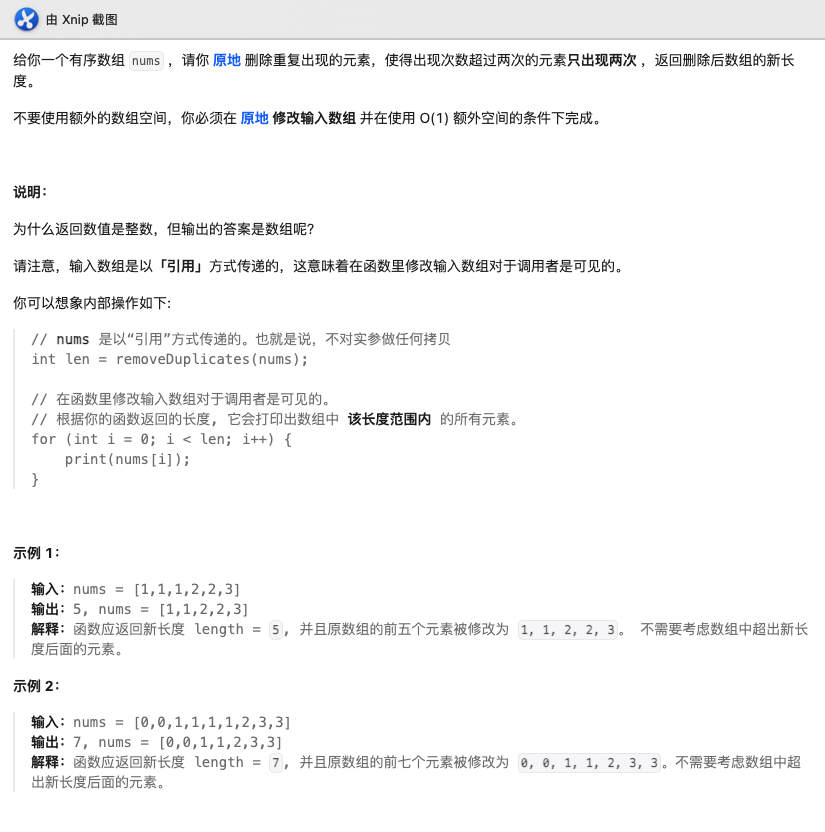 由 Xnip 截图
给你一个有序数组 nums ，请你 原地 删除重复出现的元素，使得出现次数超过两次的元素只出现两次 ，返回删除后数组的新长
度。
不要使用额外的数组空间，你必须在 原地 修改输入数组 并在使用 O(1) 额外空间的条件下完成。
说明：
为什么返回数值是整数，但输出的答案是数组呢?
请注意，输入数组是以「引用」方式传递的，这意味着在函数里修改输入数组对于调用者是可见的。
你可以想象内部操作如下:
// nums 是以“引用”方式传递的。也就是说，不对实参做任何拷贝
int len = removeDuplicates(nums);
// 在函数里修改输入数组对于调用者是可见的。
// 根据你的函数返回的长度, 它会打印出数组中 该长度范围内 的所有元素。
for (int i = 0; i < len; i++) {
    print(nums[i]);
}
示例 1：
输入：nums = [1,1,1,2,2,3]
输出：5, nums = [1,1,2,2,3]
解释：函数应返回新长度 length = 5, 并且原数组的前五个元素被修改为 1, 1, 2, 2, 3。 不需要考虑数组中超出新长
度后面的元素。
示例 2：
输入：nums = [0,0,1,1,1,1,2,3,3]
输出：7, nums = [0,0,1,1,2,3,3]
解释：函数应返回新长度 length = 7, 并且原数组的前七个元素被修改为 0, 0, 1, 1, 2, 3, 3。不需要考虑数组中超
出新长度后面的元素。